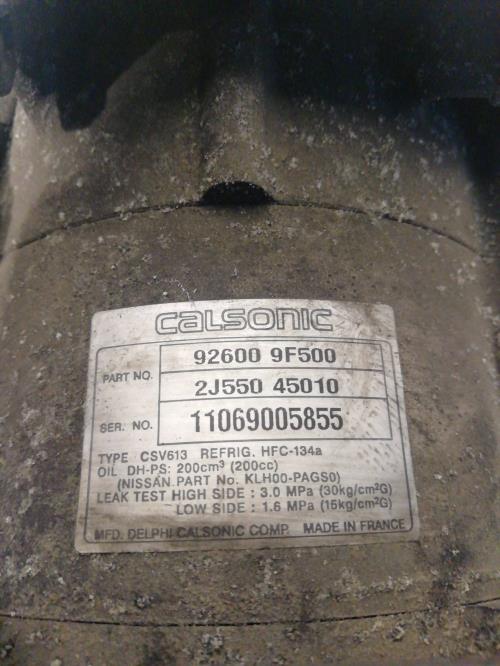 CALSONIC
PART NO. 92600 9F500
2J550 45010
SER. NO. 11069005855
TYPE CSV613 REFRIG. HFC-134a
OIL DH-PS: 200cm³ (200cc)
(NISSAN PART No. KLH00-PAGS0)
LEAK TEST HIGH SIDE : 3.0 MPa (30kg/cm²G)
LOW SIDE : 1.6 MPa (16kg/cm²G)
MFD. DELPHI CALSONIC COMP. MADE IN FRANCE